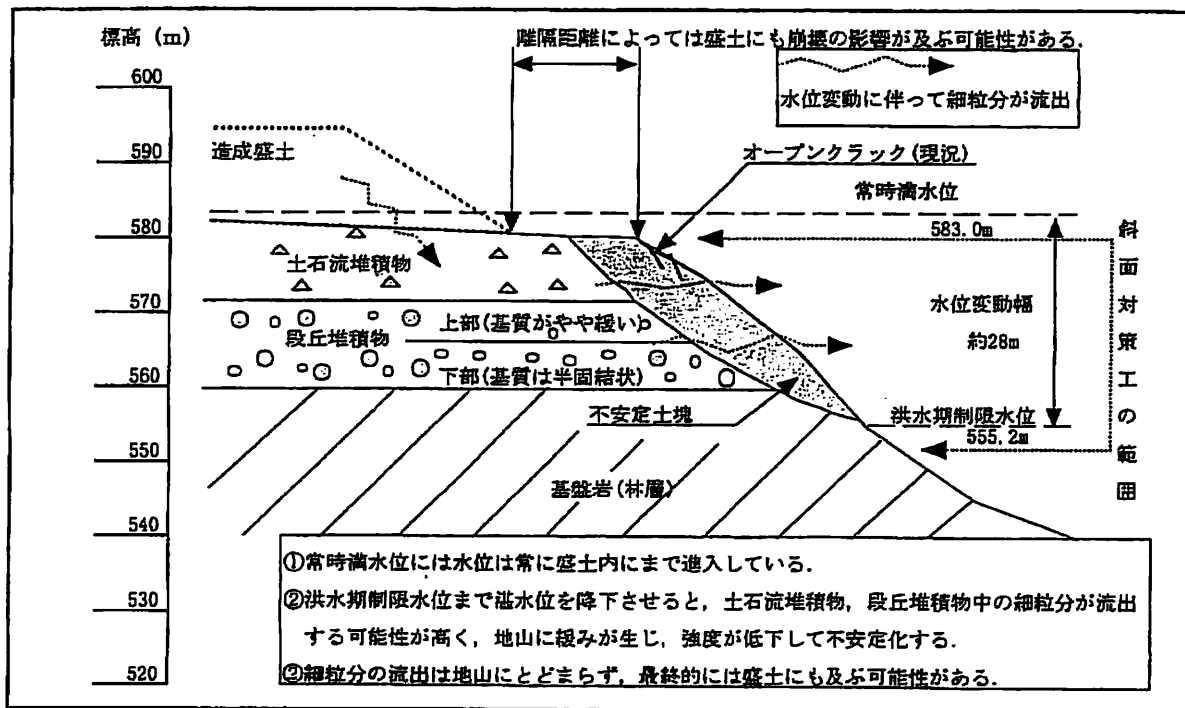 標高 (m)
離隔距離によっては盛土にも崩壊の影響が及ぶ可能性がある.
600
水位変動に伴って細粒分が流出
造成盛土
590
オープンクラック(現況)
常時満水位
580
583.0m
土石流堆積物
570
上部(基質がやや緩い)
段丘堆積物
水位変動幅
約28m
斜面対策工の範囲
560
下部(基質は半固結状)
不安定土塊
洪水期制限水位
555.2m
550
基盤岩(林層)
540
①常時満水位には水位は常に盛土内にまで進入している.
530
②洪水期制限水位まで湛水位を降下させると,土石流堆積物,段丘堆積物中の細粒分が流出
する可能性が高く,地山に緩みが生じ,強度が低下して不安定化する.
③細粒分の流出は地山にとどまらず,最終的には盛土にも及ぶ可能性がある.
520